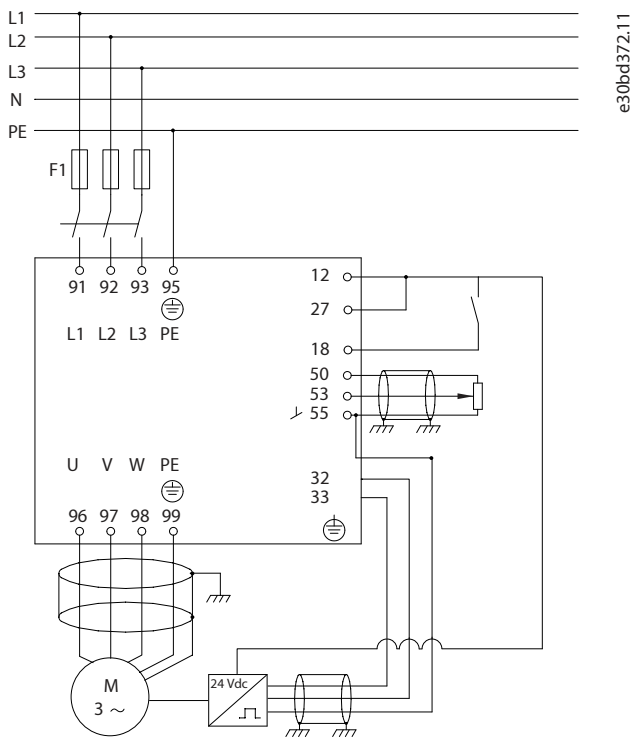 L1
L2
L3
N
PE
e30bd372.11
F1
91 92 93 95
L1 L2 L3 PE
12
27
18
50
53
55
U V W PE
32
33
96 97 98 99
M
3 ~
24 Vdc